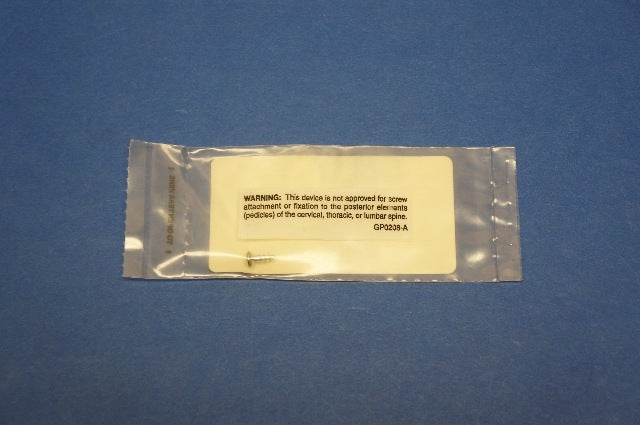 WARNING: This device is not approved for screw
attachment or fixation to the posterior elements
(pedicles) of the cervical, thoracic, or lumbar spine.
GP0208-A